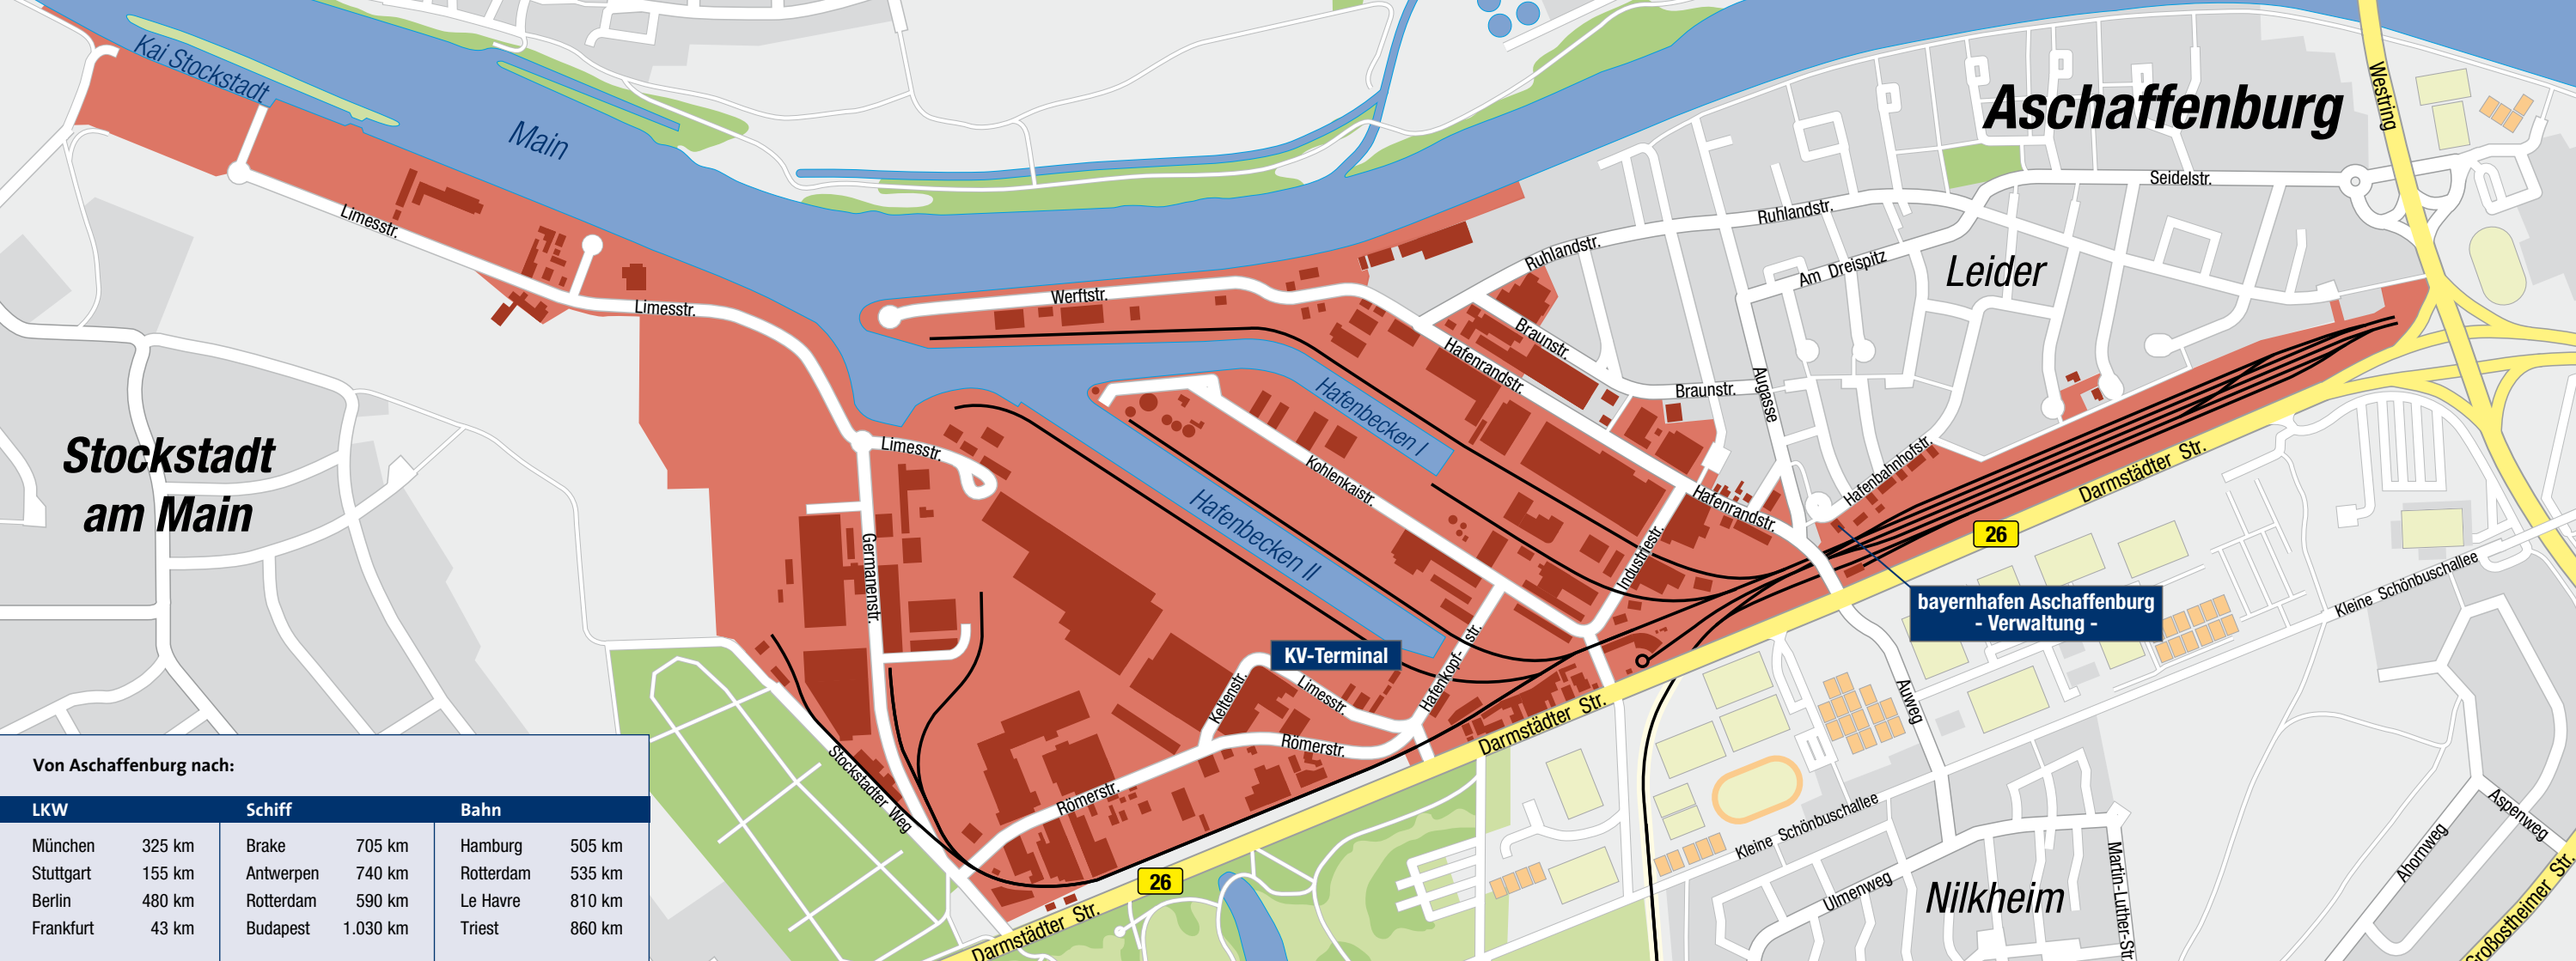 Kai Stockstadt
Main
Aschaffenburg
Westring
Seidelstr.
Ruhlandstr.
Ruhlandstr.
Am Dreispitz
Leider
Limesstr.
Limesstr.
Werftstr.
Braunstr.
Hafenrandstr.
Braunstr.
Augasse
Hafenbecken I
Stockstadt
am Main
Limesstr.
Kohlenkaistr.
Hafenbecken II
Hafenrandstr.
Hafenbahnhofstr.
Darmstädter Str.
26
Germanenstr.
Industriestr.
Kleine Schönbuschallee
bayernhafen Aschaffenburg
- Verwaltung -
KV-Terminal
Hafenkopf-
str.
Keltenstr.
Limesstr.
Römerstr.
Darmstädter Str.
Auweg
Stockstadter Weg
Römerstr.
Kleine Schönbuschallee
Aspenweg
Ahornweg
Martin-Luther-Str.
Ulmenweg
Nilkheim
Großostheimer Str.
26
Darmstädter Str.
Von Aschaffenburg nach:
LKW Schiff Bahn
München 325 km Brake 705 km Hamburg 505 km
Stuttgart 155 km Antwerpen 740 km Rotterdam 535 km
Berlin 480 km Rotterdam 590 km Le Havre 810 km
Frankfurt 43 km Budapest 1.030 km Triest 860 km